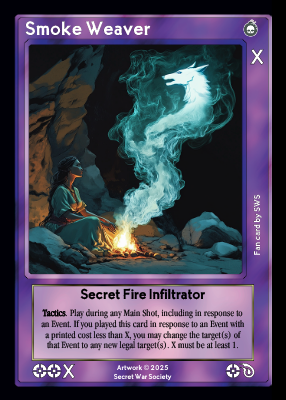 Smoke Weaver
X
Fan card by SWS
Secret Fire Infiltrator
Tactics. Play during any Main Shot, including in response to
an Event. If you played this card in response to an Event with
a printed cost less than X, you may change the target(s) of
that Event to any new legal target(s). X must be at least 1.
Artwork © 2025
Secret War Society
X